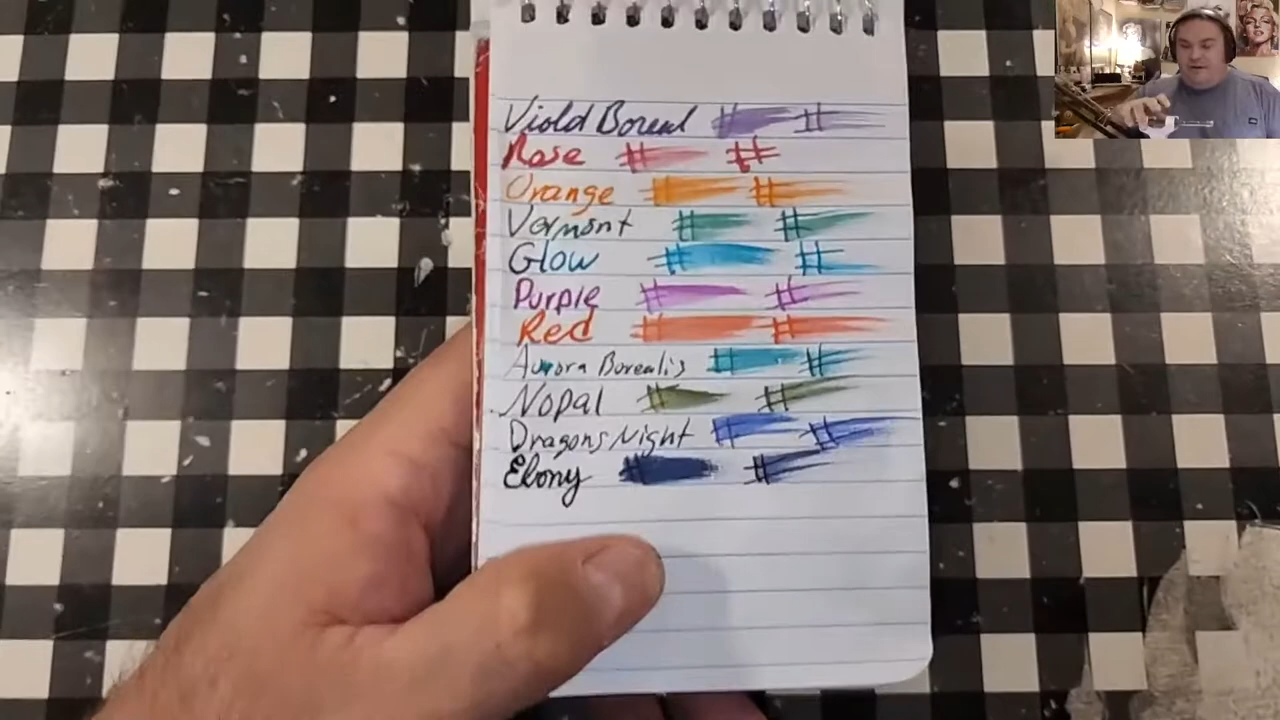 Viold Boreal
Rose
Orange
Vermont
Glow
Purple
Red
Aurora Borealis
Nopal
Dragons Night
Ebony